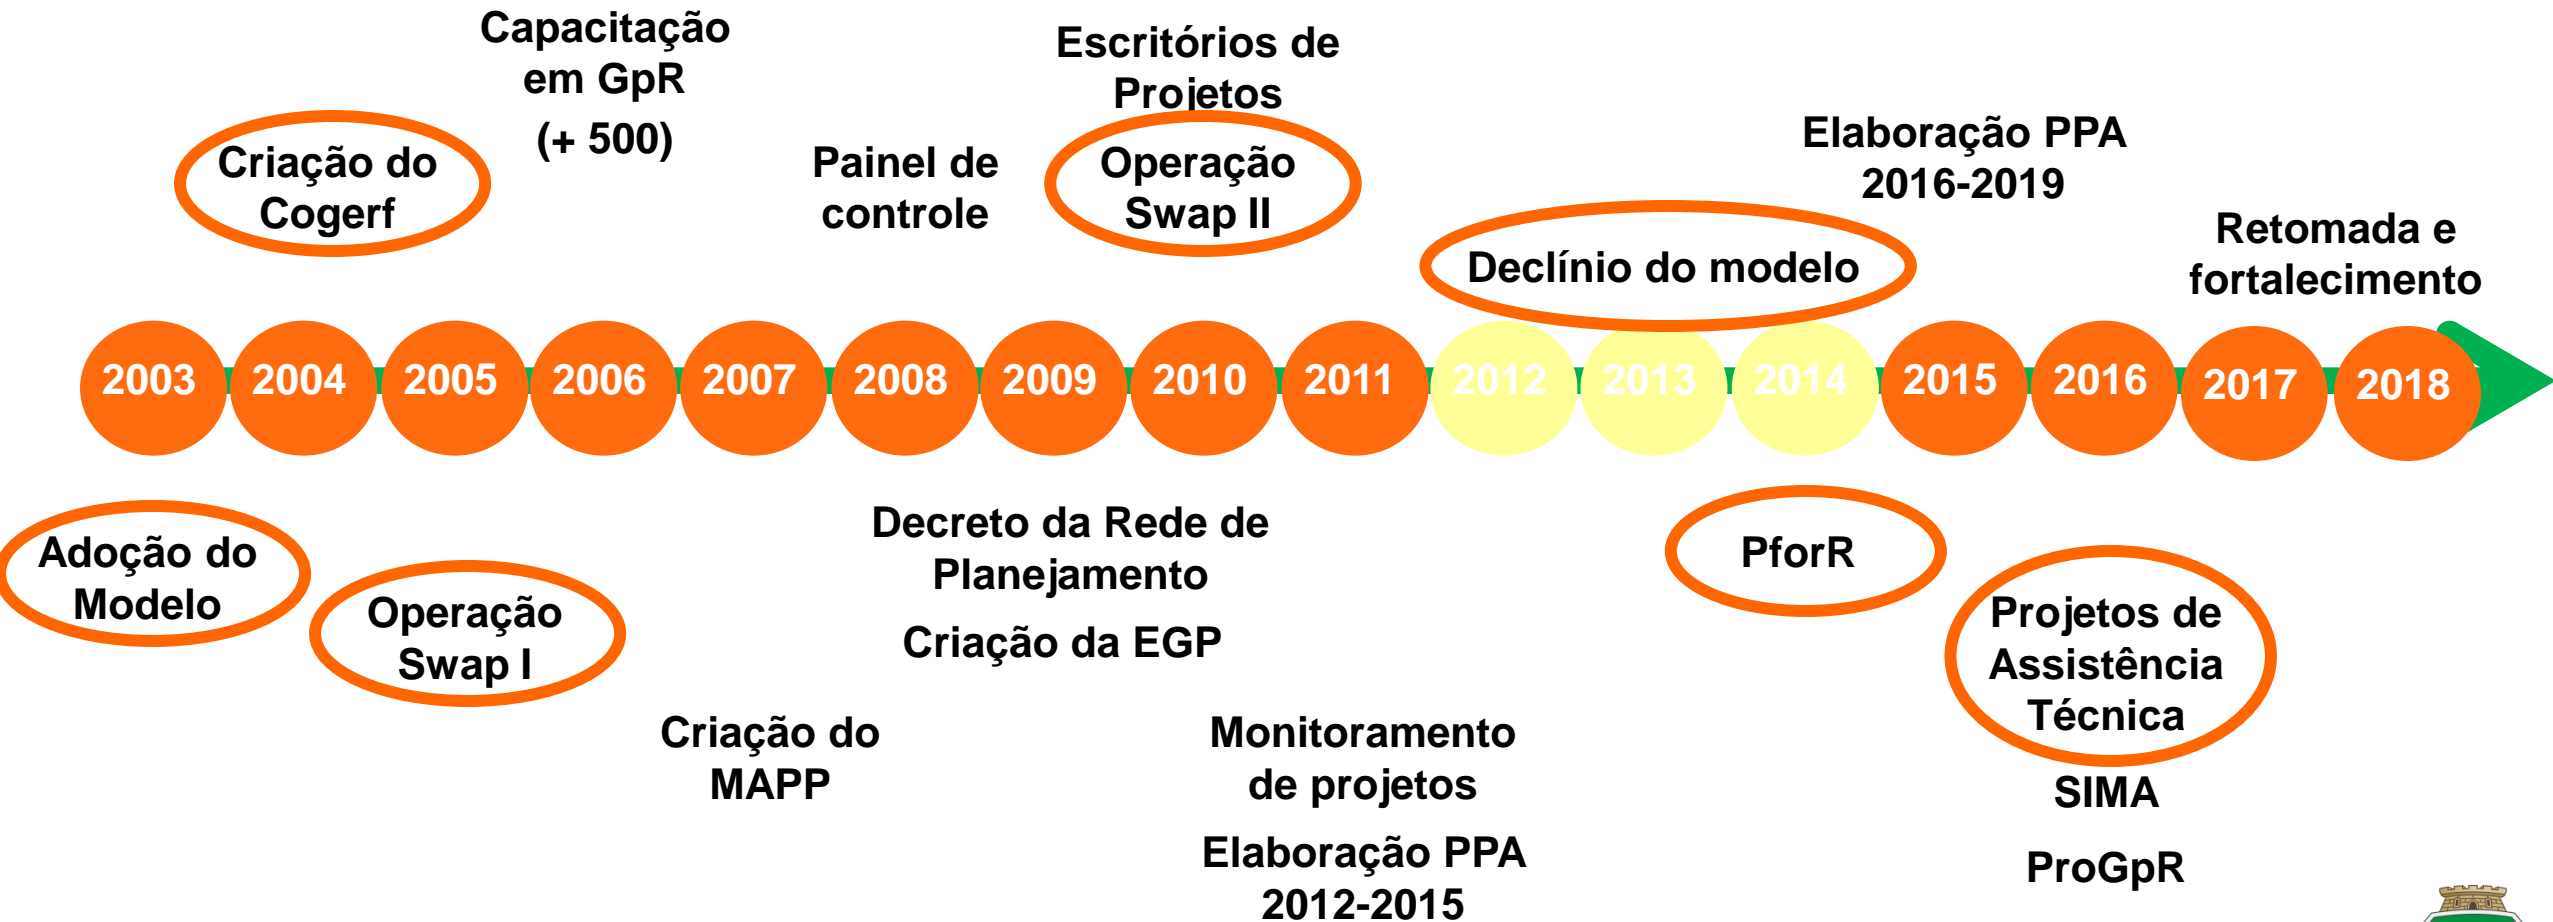 Capacitação
em GpR
(+ 500)
Escritórios de
Projetos
Criação do
Cogerf
Painel de
controle
Operação
Swap II
Elaboração PPA
2016-2019
Declínio do modelo
Retomada e
fortalecimento
2003 2004 2005 2006 2007 2008 2009 2010 2011 2012 2013 2014 2015 2016 2017 2018
Adoção do
Modelo
Operação
Swap I
Criação do
MAPP
Decreto da Rede de
Planejamento
Criação da EGP
Monitoramento
de projetos
Elaboração PPA
2012-2015
PforR
Projetos de
Assistência
Técnica
SIMA
ProGpR